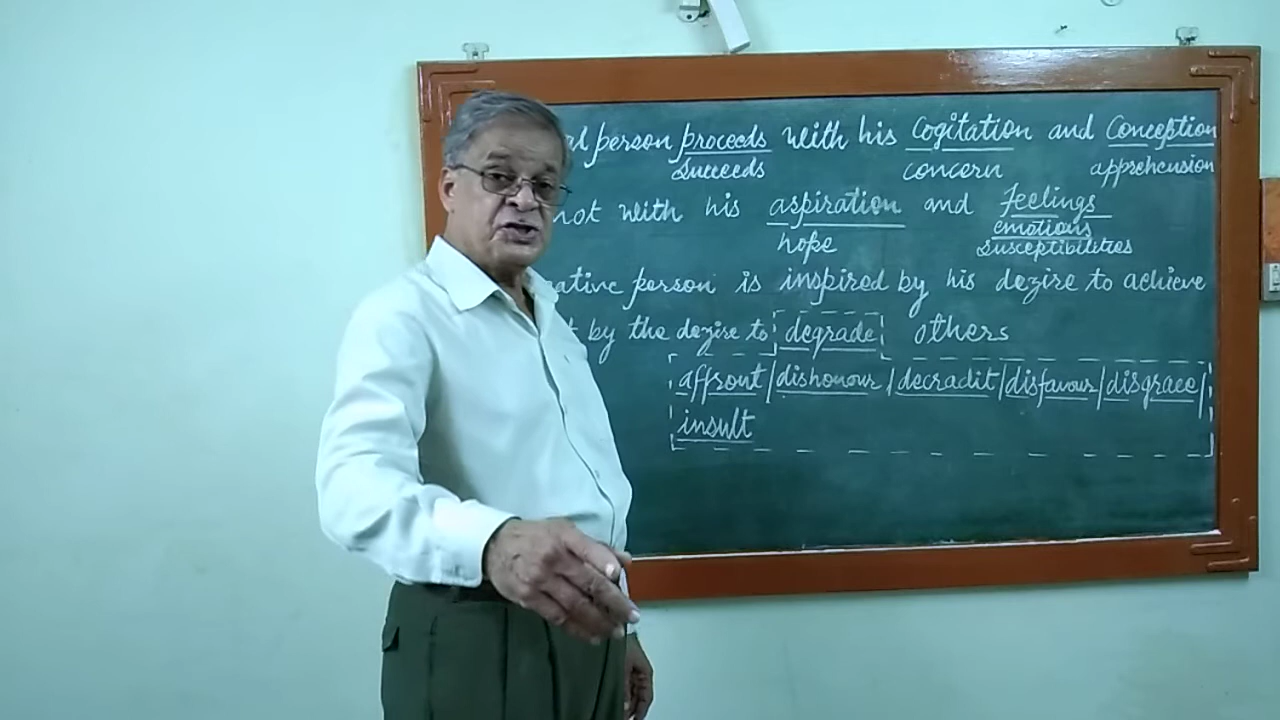 al person proceeds with his Cogitation and Conception
Succeeds concern apprehension
not with his aspiration and Feelings
hope emotions
susceptibilities
ative person is inspired by his dezire to achieve
by the dezire to degrade others
affront/dishonour/decradit/disfavour/disgrace/
insult